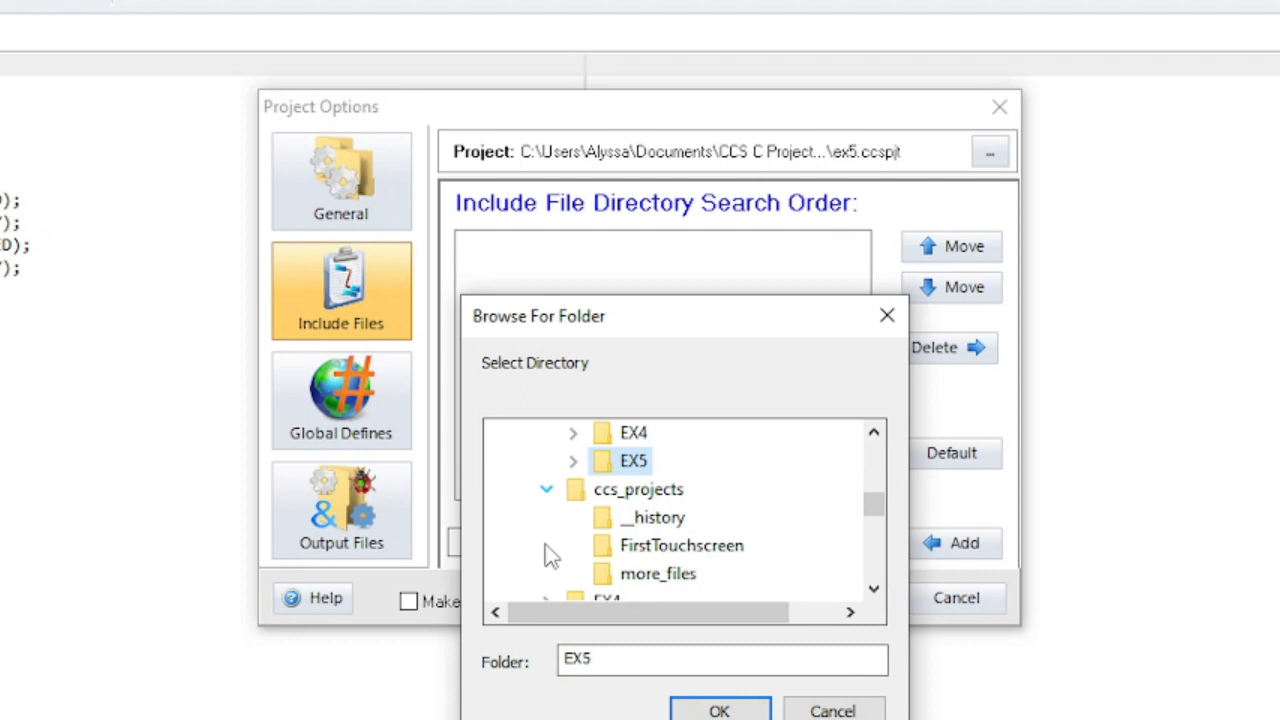 Project Options
);
Project: C:\Users\Alyssa\Documents\CCS C Project...\ex5.ccspjt
...
);
D);
);
General
Include File Directory Search Order:
Move
Move
Include Files
Browse For Folder
Delete
Select Directory
Global Defines
EX4
EX5
Default
ccs_projects
__history
Output Files
FirstTouchscreen
Add
more_files
EX4
Help
Make
Cancel
Folder: EX5
OK
Cancel